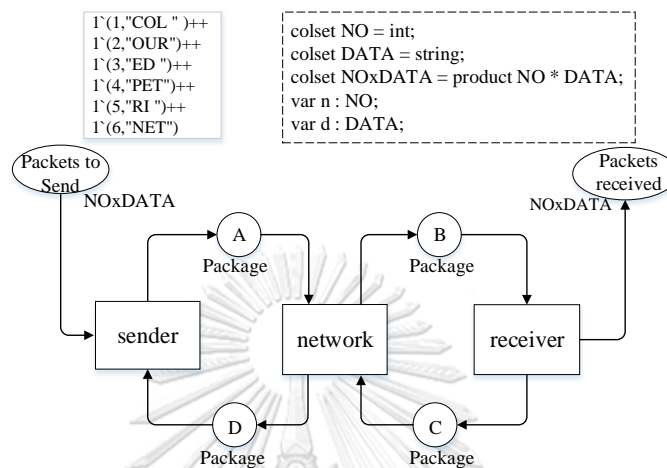 1`(1,"COL " )++
1`(2,"OUR")++
1`(3,"ED ")++
1`(4,"PET")++
1`(5,"RI ")++
1`(6,"NET")
colset NO = int;
colset DATA = string;
colset NOxDATA = product NO * DATA;
var n : NO;
var d : DATA;
Packets to
Send
NOxDATA
Packets
received
NOxDATA
A
Package
B
Package
sender
network
receiver
D
Package
C
Package